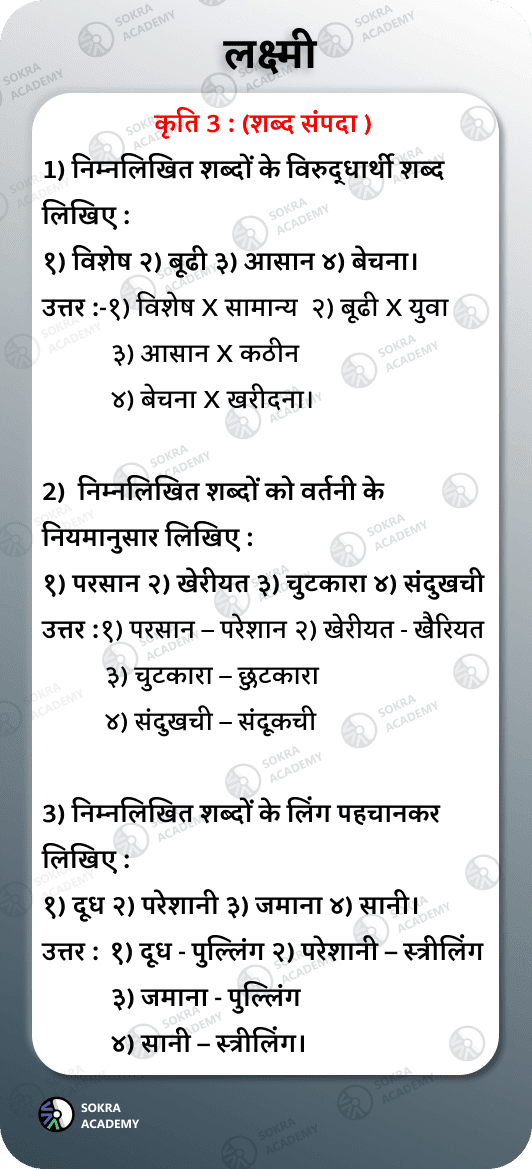 लक्ष्मी
कृति 3 : (शब्द संपदा )
1) निम्नलिखित शब्दों के विरुद्धार्थी शब्द
लिखिए :
१) विशेष २) बूढी ३) आसान ४) बेचना।
उत्तर :-१) विशेष X सामान्य २) बूढी X युवा
३) आसान X कठीन
४) बेचना X खरीदना।
2) निम्नलिखित शब्दों को वर्तनी के
नियमानुसार लिखिए :
१) परसान २) खेरीयत ३) चुटकारा ४) संदुखची
उत्तर :१) परसान – परेशान २) खेरीयत - खैरियत
३) चुटकारा – छुटकारा
४) संदुखची – संदूकची
3) निम्नलिखित शब्दों के लिंग पहचानकर
लिखिए :
१) दूध २) परेशानी ३) जमाना ४) सानी।
उत्तर : १) दूध - पुल्लिंग २) परेशानी – स्त्रीलिंग
३) जमाना - पुल्लिंग
४) सानी – स्त्रीलिंग।
SOKRA
ACADEMY